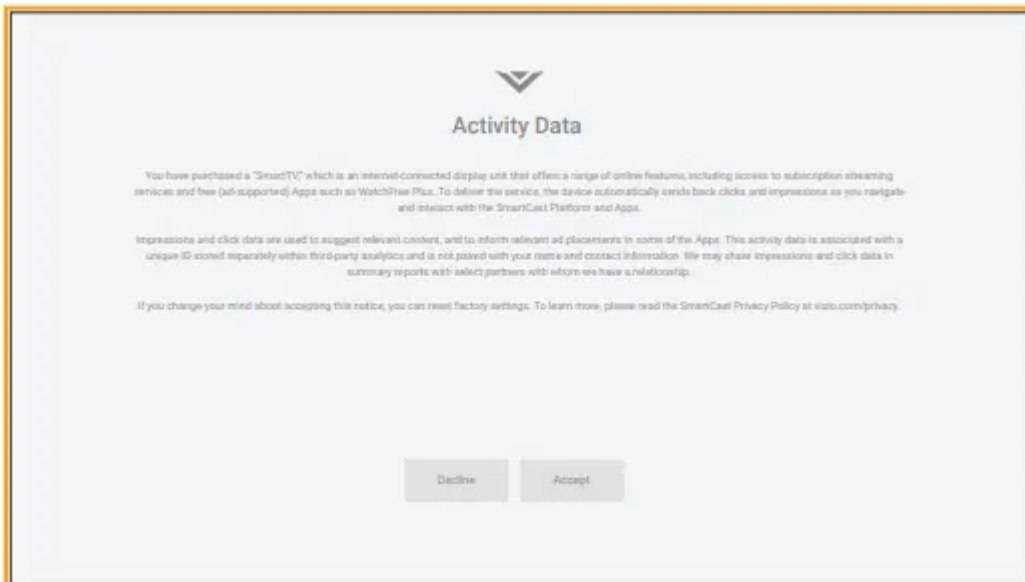 Activity Data
You have purchased a "SmartTV," which is an internet-connected display unit that offers a range of online features, including access to subscription streaming
services and free (ad-supported) Apps such as WatchFree Plus. To deliver the service, the device automatically sends back clicks and impressions as you navigate
and interact with the SmartCast Platform and Apps.
Impressions and click data are used to suggest relevant content, and to inform relevant ad placements in some of the Apps. This activity data is associated with a
unique ID stored separately within third-party analytics and is not paired with your name and contact information. We may share impressions and click data in
summary reports with select partners with whom we have a relationship.
If you change your mind about accepting this notice, you can reset factory settings. To learn more, please read the SmartCast Privacy Policy at vizio.com/privacy.
Decline Accept